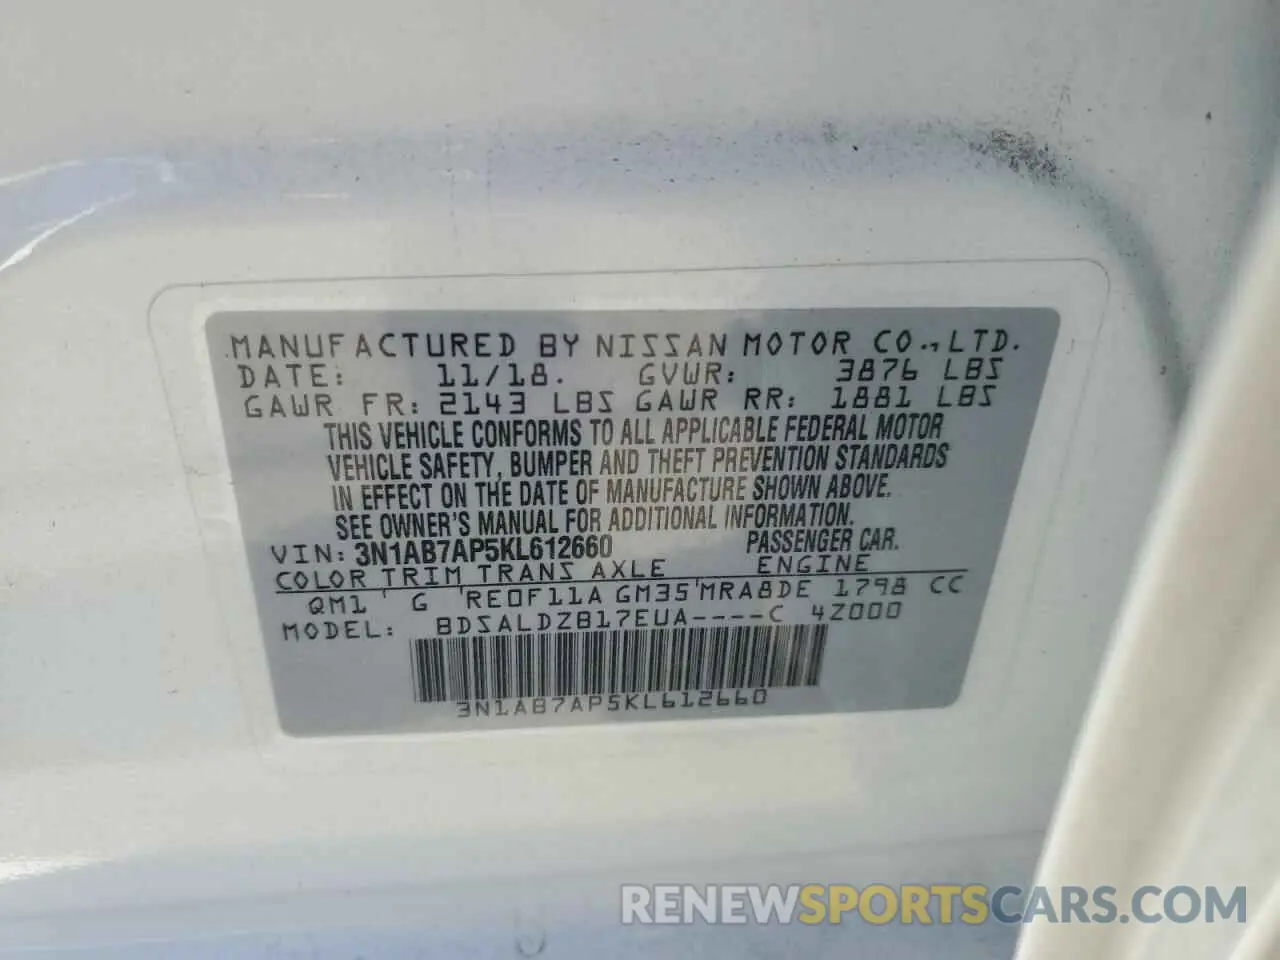 MANUFACTURED BY NISSAN MOTOR CO., LTD.
DATE: 11/18. GVWR: 3876 LBS
GAWR FR: 2143 LBS GAWR RR: 1881 LBS
THIS VEHICLE CONFORMS TO ALL APPLICABLE FEDERAL MOTOR
VEHICLE SAFETY, BUMPER AND THEFT PREVENTION STANDARDS
IN EFFECT ON THE DATE OF MANUFACTURE SHOWN ABOVE.
SEE OWNER'S MANUAL FOR ADDITIONAL INFORMATION.
VIN: 3N1AB7AP5KL612660 PASSENGER CAR.
COLOR TRIM TRANS AXLE ENGINE
QM1 ' G 'RE0F11A GM35'MRA8DE 1798 CC
MODEL: BDSALDZB17EUA----C 4Z000
3N1AB7AP5KL612660
RENEWSPORTSCARS.COM